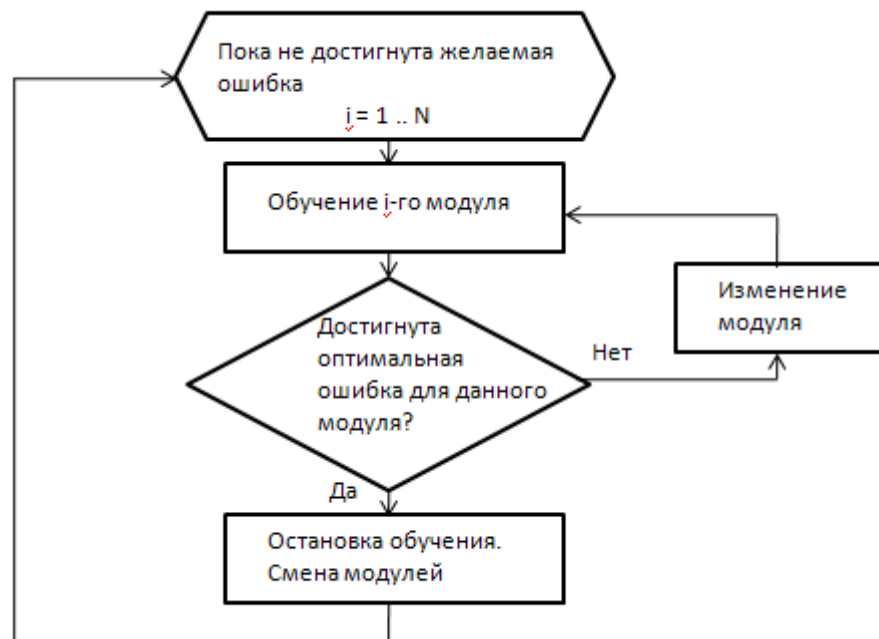 Пока не достигнута желаемая
ошибка
i = 1 .. N
Обучение i-го модуля
Изменение
модуля
Достигнута
оптимальная
ошибка для данного
модуля?
Нет
Да
Остановка обучения.
Смена модулей